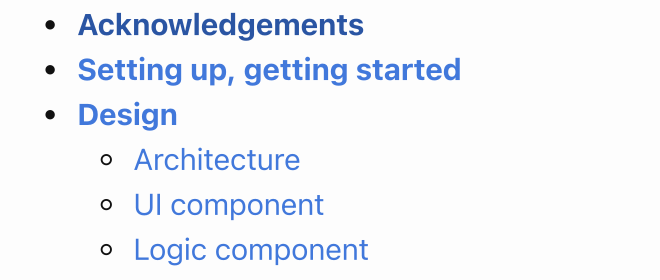 Acknowledgements
Setting up, getting started
Design
Architecture
UI component
Logic component